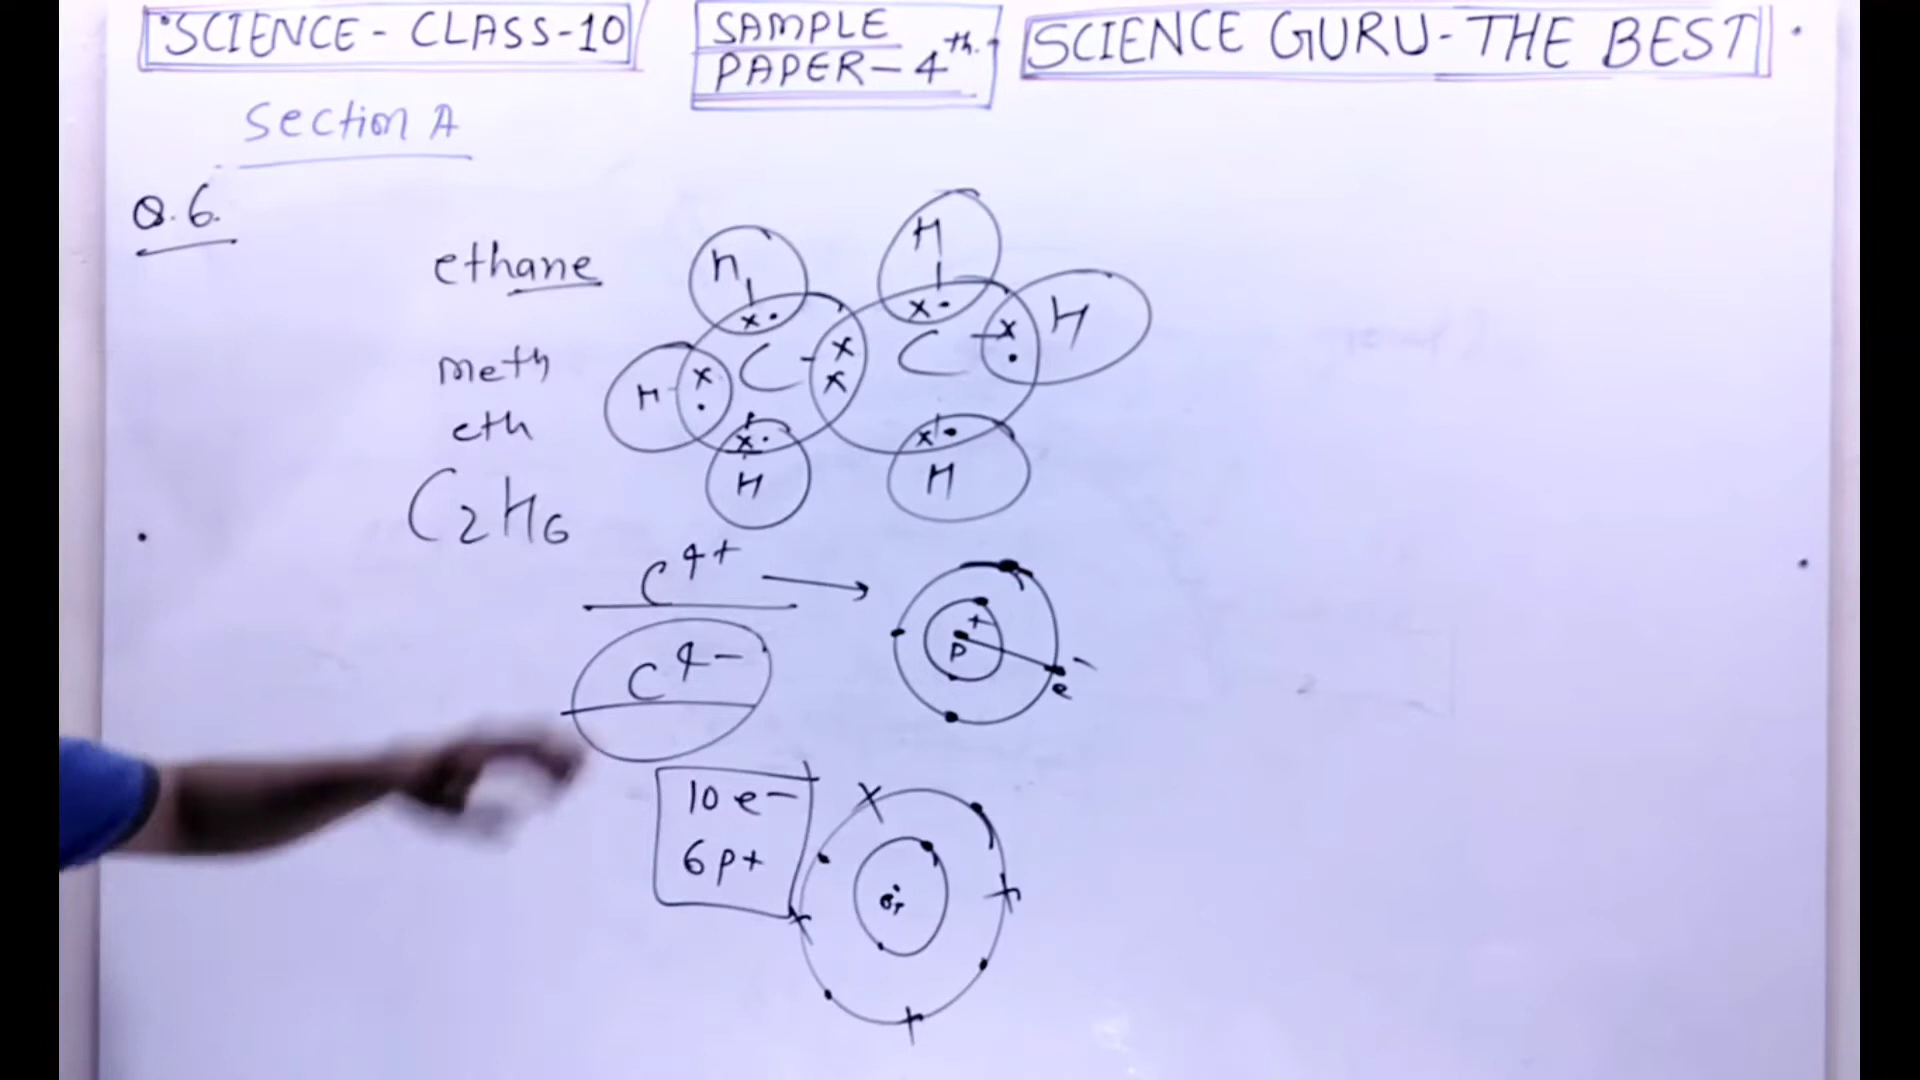 SCIENCE - CLASS-10
SAMPLE
PAPER - 4th.
SCIENCE GURU - THE BEST
Section A
Q.6.
ethane
meth
eth
C2H6
h
H
H
H
H
H
C
C
x•
x•
x
•
x
x
x
•
x•
x•
C4+
C4-
P
+
e-
10 e-
6 p+